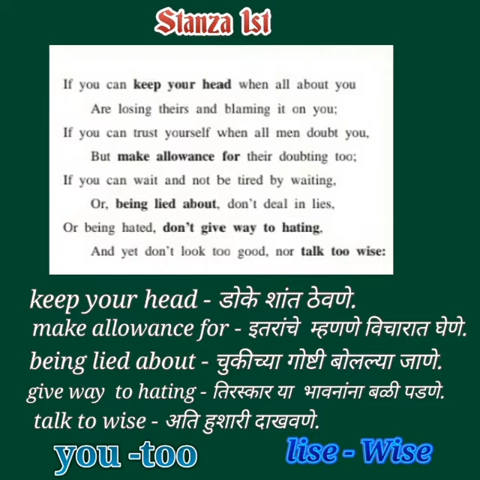 Stanza 1st
If you can keep your head when all about you
Are losing theirs and blaming it on you;
If you can trust yourself when all men doubt you,
But make allowance for their doubting too;
If you can wait and not be tired by waiting,
Or, being lied about, don't deal in lies,
Or being hated, don't give way to hating,
And yet don't look too good, nor talk too wise:
keep your head - डोके शांत ठेवणे.
make allowance for - इतरांचे म्हणणे विचारात घेणे.
being lied about - चुकीच्या गोष्टी बोलल्या जाणे.
give way to hating - तिरस्कार या भावनांना बळी पडणे.
talk to wise - अति हुशारी दाखवणे.
you -too
lise - Wise